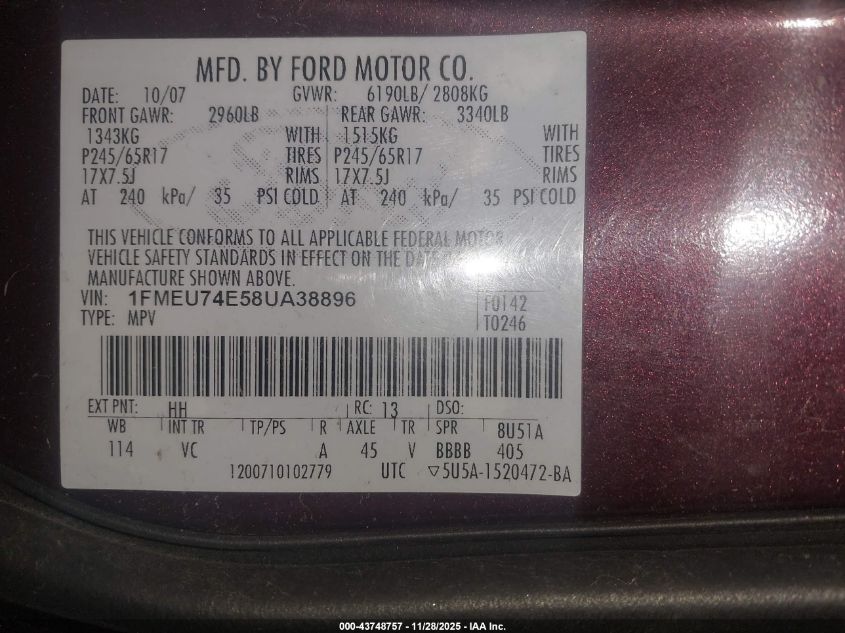 MFD. BY FORD MOTOR CO.
DATE: 10/07 GVWR: 6190LB/ 2808KG
FRONT GAWR: 2960LB REAR GAWR: 3340LB
1343KG WITH 1515KG WITH
P245/65R17 TIRES P245/65R17 TIRES
17X7.5J RIMS 17X7.5J RIMS
AT 240 kPa/ 35 PSI COLD AT 240 kPa/ 35 PSI COLD
THIS VEHICLE CONFORMS TO ALL APPLICABLE FEDERAL MOTOR
VEHICLE SAFETY STANDARDS IN EFFECT ON THE DATE
MANUFACTURE SHOWN ABOVE.
VIN: 1FMEU74E58UA38896 F0142
TYPE: MPV T0246
EXT PNT: HH RC: 13 DSO:
WB INT TR TP/PS R AXLE TR SPR 8U51A
114 VC A 45 V BBBB 405
1200710102779 UTC ▽5U5A-1520472-BA
000-43748757 - 11/28/2025 - IAA Inc.